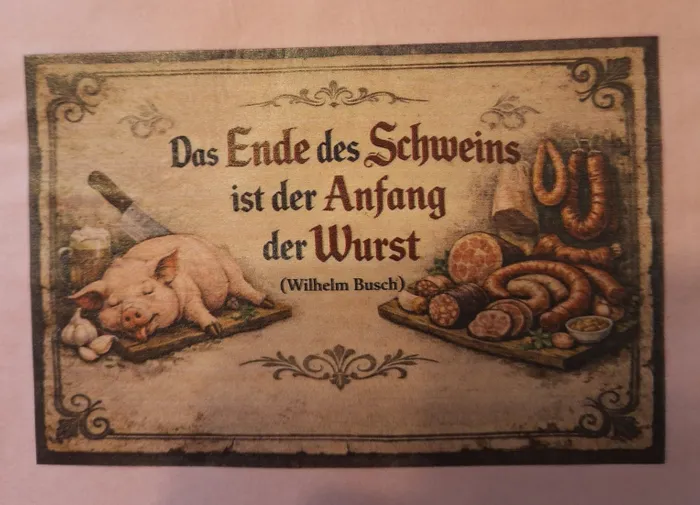 Das Ende des Schweins
ist der Anfang
der Wurst
(Wilhelm Busch)